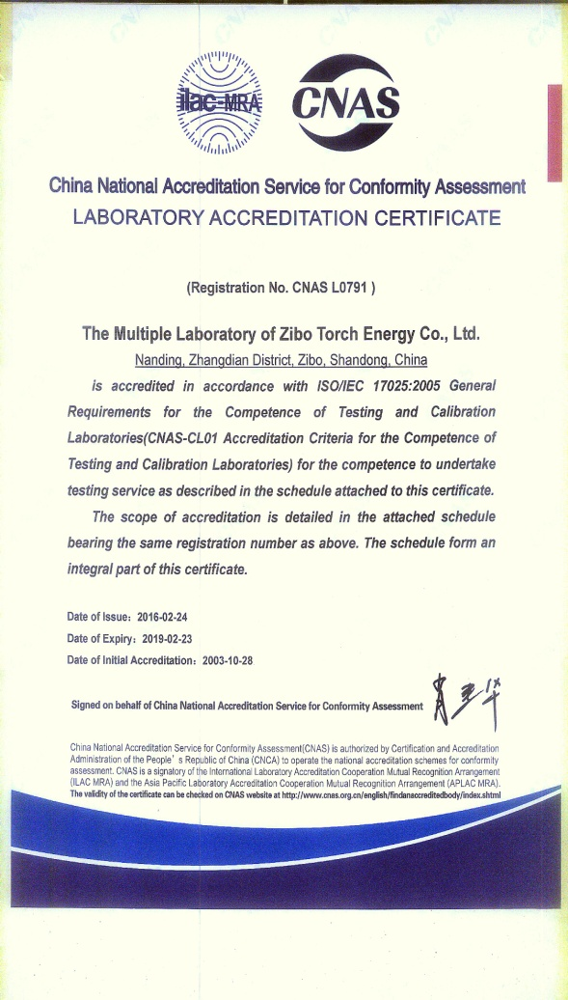 ilac-MRA
CNAS
China National Accreditation Service for Conformity Assessment
LABORATORY ACCREDITATION CERTIFICATE
(Registration No. CNAS L0791 )
The Multiple Laboratory of Zibo Torch Energy Co., Ltd.
Nanding, Zhangdian District, Zibo, Shandong, China
is accredited in accordance with ISO/IEC 17025:2005 General
Requirements for the Competence of Testing and Calibration
Laboratories(CNAS-CL01 Accreditation Criteria for the Competence of
Testing and Calibration Laboratories) for the competence to undertake
testing service as described in the schedule attached to this certificate.
The scope of accreditation is detailed in the attached schedule
bearing the same registration number as above. The schedule form an
integral part of this certificate.
Date of Issue：2016-02-24
Date of Expiry：2019-02-23
Date of Initial Accreditation：2003-10-28
Signed on behalf of China National Accreditation Service for Conformity Assessment
China National Accreditation Service for Conformity Assessment(CNAS) is authorized by Certification and Accreditation
Administration of the People’ s Republic of China (CNCA) to operate the national accreditation schemes for conformity
assessment. CNAS is a signatory of the International Laboratory Accreditation Cooperation Mutual Recognition Arrangement
(ILAC MRA) and the Asia Pacific Laboratory Accreditation Cooperation Mutual Recognition Arrangement (APLAC MRA).
The validity of the certificate can be checked on CNAS website at http://www.cnas.org.cn/english/findanaccreditedbody/index.shtml